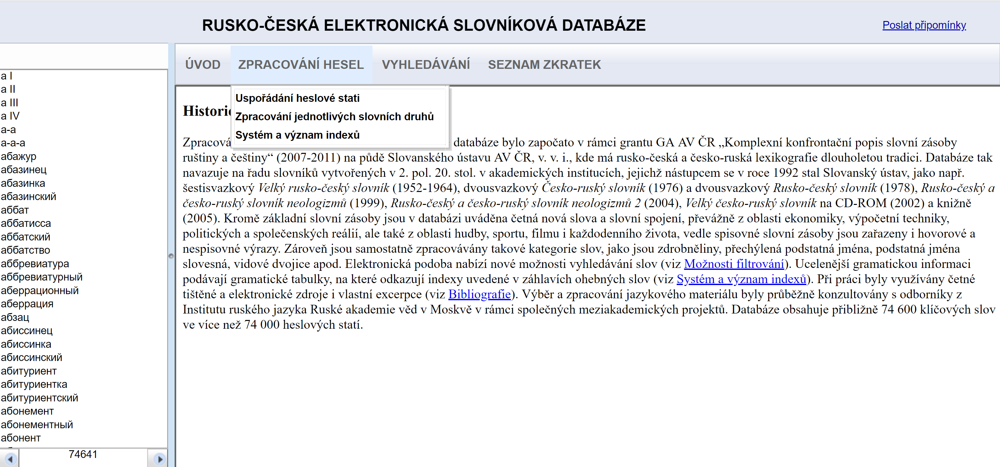 RUSKO-ČESKÁ ELEKTRONICKÁ SLOVNÍKOVÁ DATABÁZE
Poslat připomínky
ÚVOD ZPRACOVÁNÍ HESEL VYHLEDÁVÁNÍ SEZNAM ZKRATEK
Uspořádání heslové stati
Zpracování jednotlivých slovních druhů
Systém a význam indexů
а I
а II
а III
а IV
а-а
а-а-а
абажур
абазинец
абазинка
абазинский
аббат
аббатисса
аббатский
аббатство
аббревиатура
аббревиатурный
аберрационный
аберрация
абзац
абиссинец
абиссинка
абиссинский
абитуриент
абитуриентка
абитуриентский
абонемент
абонементный
абонент
74641
databáze bylo započato v rámci grantu GA AV ČR „Komplexní konfrontační popis slovní zásoby
ruštiny a češtiny“ (2007-2011) na půdě Slovanského ústavu AV ČR, v. v. i., kde má rusko-česká a česko-ruská lexikografie dlouholetou tradici. Databáze tak
navazuje na řadu slovníků vytvořených v 2. pol. 20. stol. v akademických institucích, jejichž nástupcem se v roce 1992 stal Slovanský ústav, jako např.
šestisvazkový Velký rusko-český slovník (1952-1964), dvousvazkový Česko-ruský slovník (1976) a dvousvazkový Rusko-český slovník (1978), Rusko-český a
česko-ruský slovník neologizmů (1999), Rusko-český a česko-ruský slovník neologizmů 2 (2004), Velký česko-ruský slovník na CD-ROM (2002) a knižně
(2005). Kromě základní slovní zásoby jsou v databázi uváděna četná nová slova a slovní spojení, převážně z oblasti ekonomiky, výpočetní techniky,
politických a společenských reálií, ale také z oblasti hudby, sportu, filmu i každodenního života, vedle spisovné slovní zásoby jsou zařazeny i hovorové a
nespisovné výrazy. Zároveň jsou samostatně zpracovávány takové kategorie slov, jako jsou zdrobněliny, přechýlená podstatná jména, podstatná jména
slovesná, vidové dvojice apod. Elektronická podoba nabízí nové možnosti vyhledávání slov (viz Možnosti filtrování). Ucelenější gramatickou informaci
podávají gramatické tabulky, na které odkazují indexy uvedené v záhlavích ohebných slov (viz Systém a význam indexů). Při práci byly využívány četné
tištěné a elektronické zdroje i vlastní excerpce (viz Bibliografie). Výběr a zpracování jazykového materiálu byly průběžně konzultovány s odborníky z
Institutu ruského jazyka Ruské akademie věd v Moskvě v rámci společných meziakademických projektů. Databáze obsahuje přibližně 74 600 klíčových slov
ve více než 74 000 heslových statí.